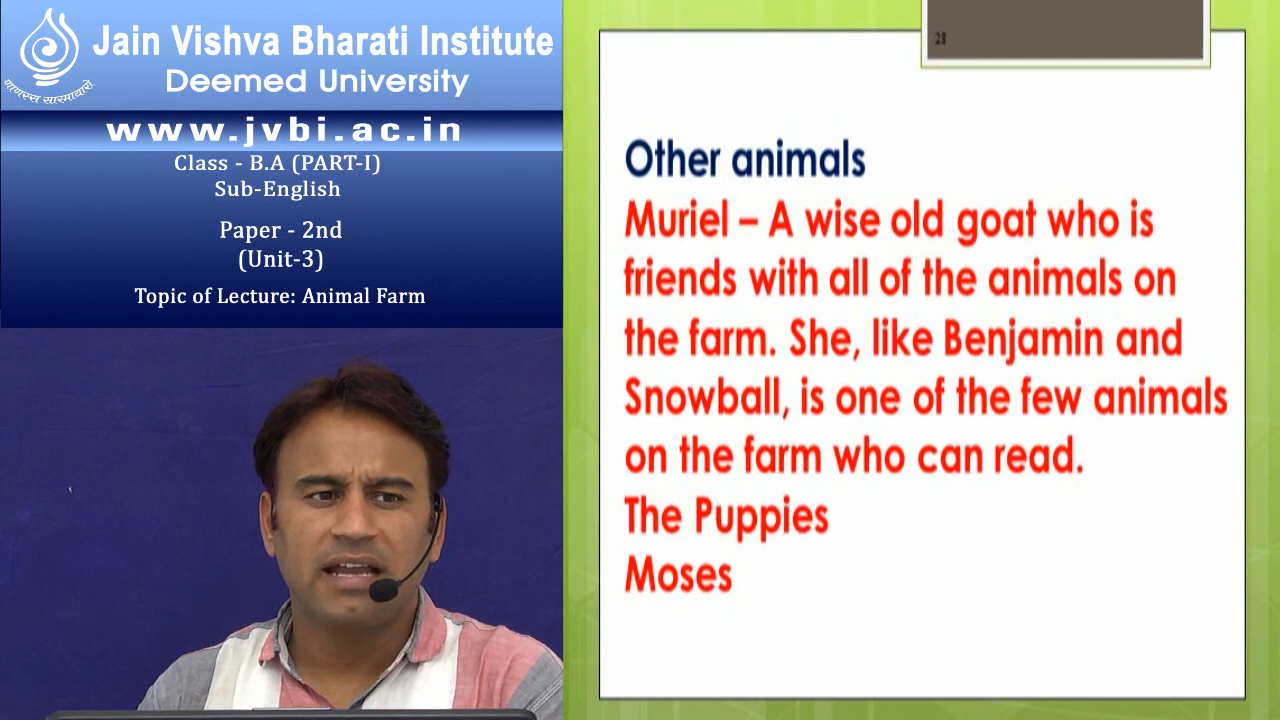 Jain Vishva Bharati Institute
Deemed University
www.jvbi.ac.in
Class - B.A (PART-I)
Sub-English
Paper - 2nd
(Unit-3)
Topic of Lecture: Animal Farm
28
Other animals
Muriel – A wise old goat who is
friends with all of the animals on
the farm. She, like Benjamin and
Snowball, is one of the few animals
on the farm who can read.
The Puppies
Moses